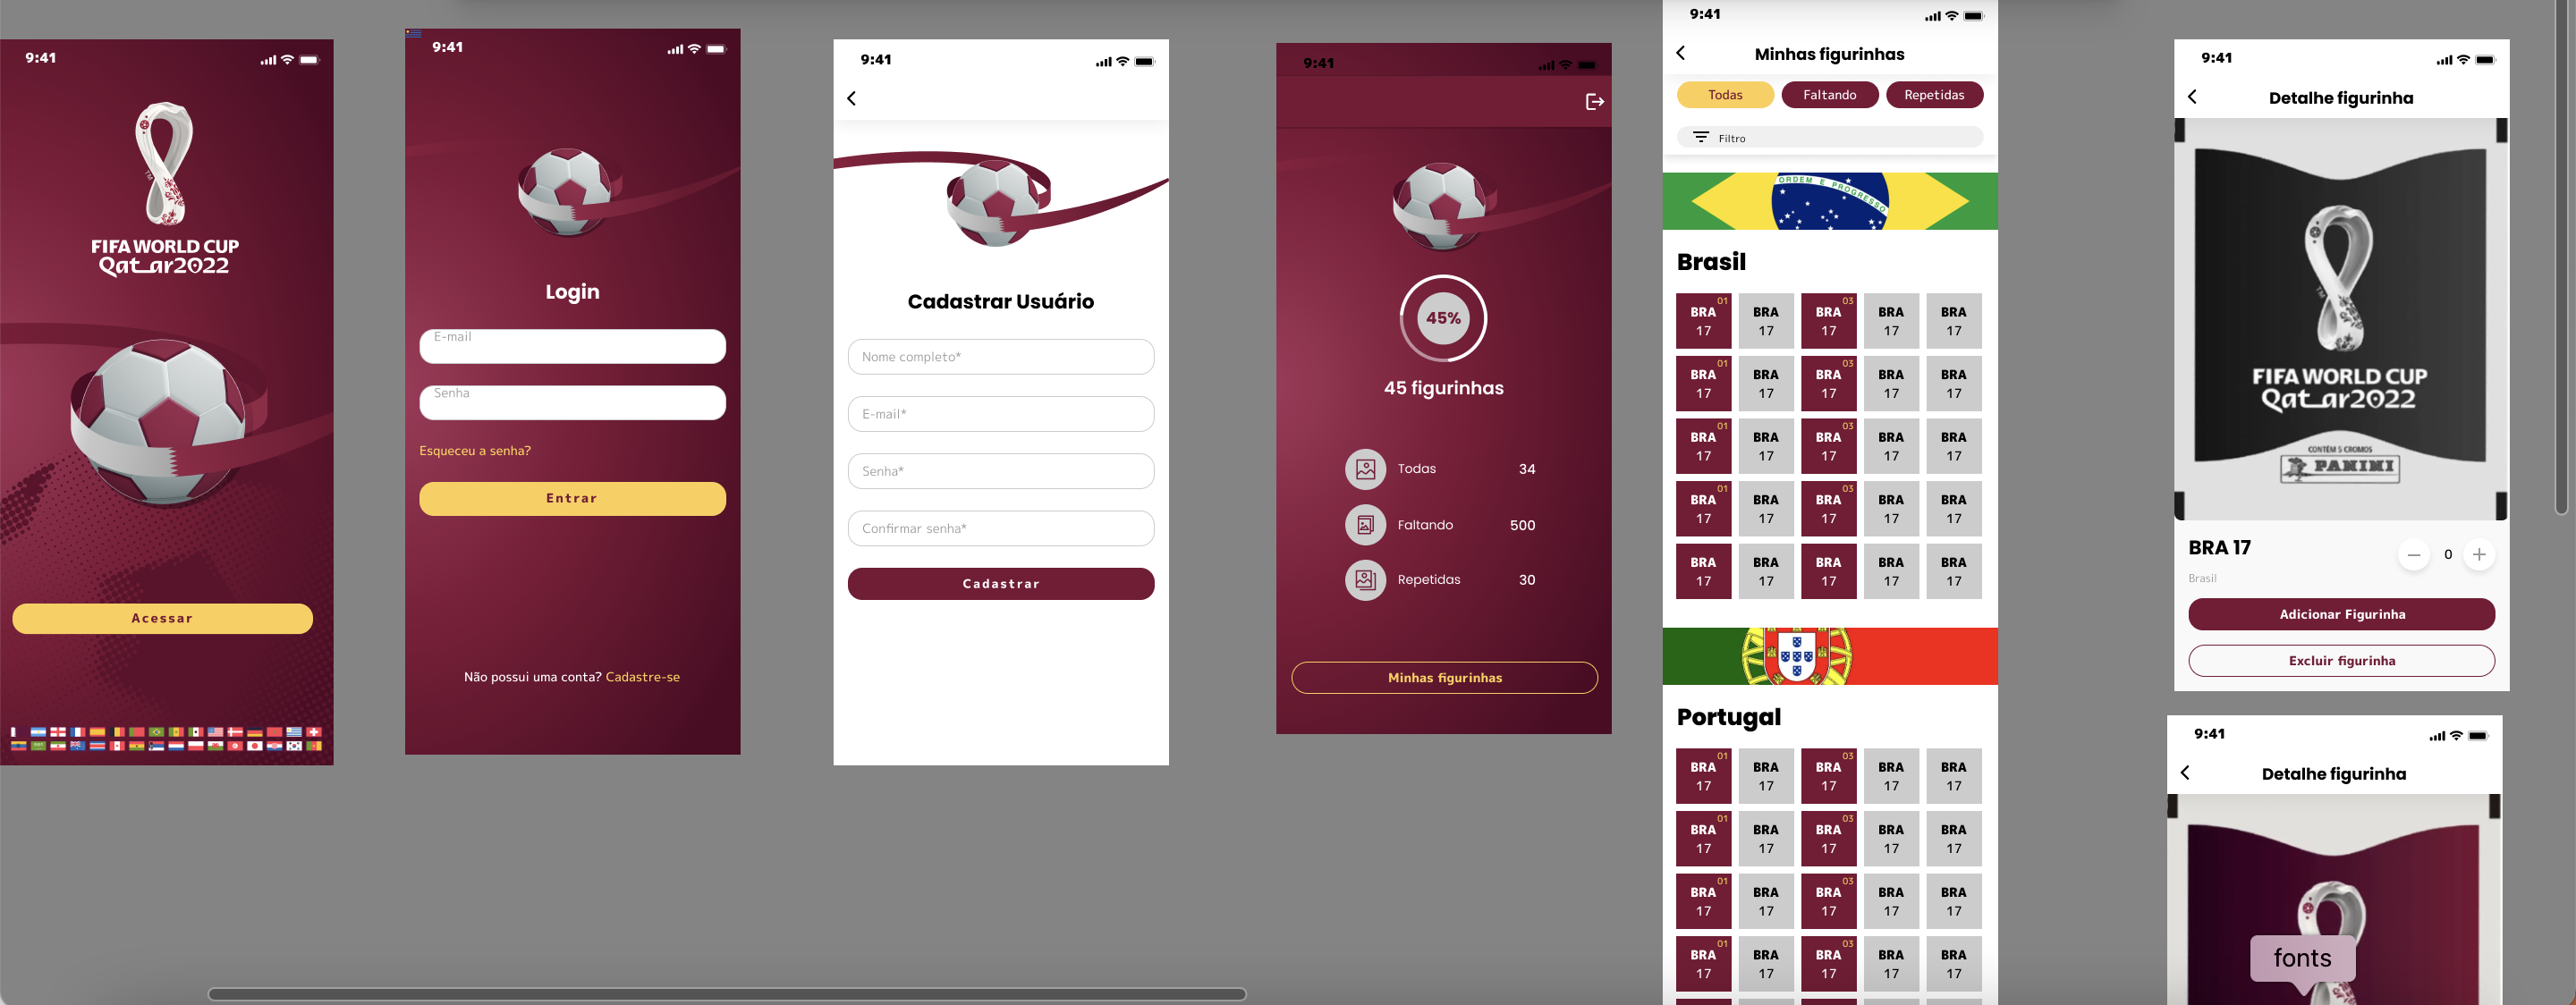 9:41
FIFA WORLD CUP
Qatar2022
TM
Acessar
9:41
Login
E-mail
Senha
Esqueceu a senha?
Entrar
Não possui uma conta? Cadastre-se
9:41
Cadastrar Usuário
Nome completo*
E-mail*
Senha*
Confirmar senha*
Cadastrar
9:41
45%
45 figurinhas
Todas 34
Faltando 500
Repetidas 30
Minhas figurinhas
9:41
Minhas figurinhas
Todas Faltando Repetidas
Filtro
ORDEM E PROGRESSO
Brasil
01 03
BRA BRA BRA BRA BRA
17 17 17 17 17
01 03
BRA BRA BRA BRA BRA
17 17 17 17 17
01 03
BRA BRA BRA BRA BRA
17 17 17 17 17
01 03
BRA BRA BRA BRA BRA
17 17 17 17 17
BRA BRA BRA BRA BRA
17 17 17 17 17
Portugal
01 03
BRA BRA BRA BRA BRA
17 17 17 17 17
01 03
BRA BRA BRA BRA BRA
17 17 17 17 17
01 03
BRA BRA BRA BRA BRA
17 17 17 17 17
01 03
BRA BRA BRA BRA BRA
17 17 17 17 17
9:41
Detalhe figurinha
TM
FIFA WORLD CUP
Qatar2022
CONTÉM 5 CROMOS
PANINI
BRA 17
0
Brasil
Adicionar Figurinha
Excluir figurinha
9:41
Detalhe figurinha
fonts